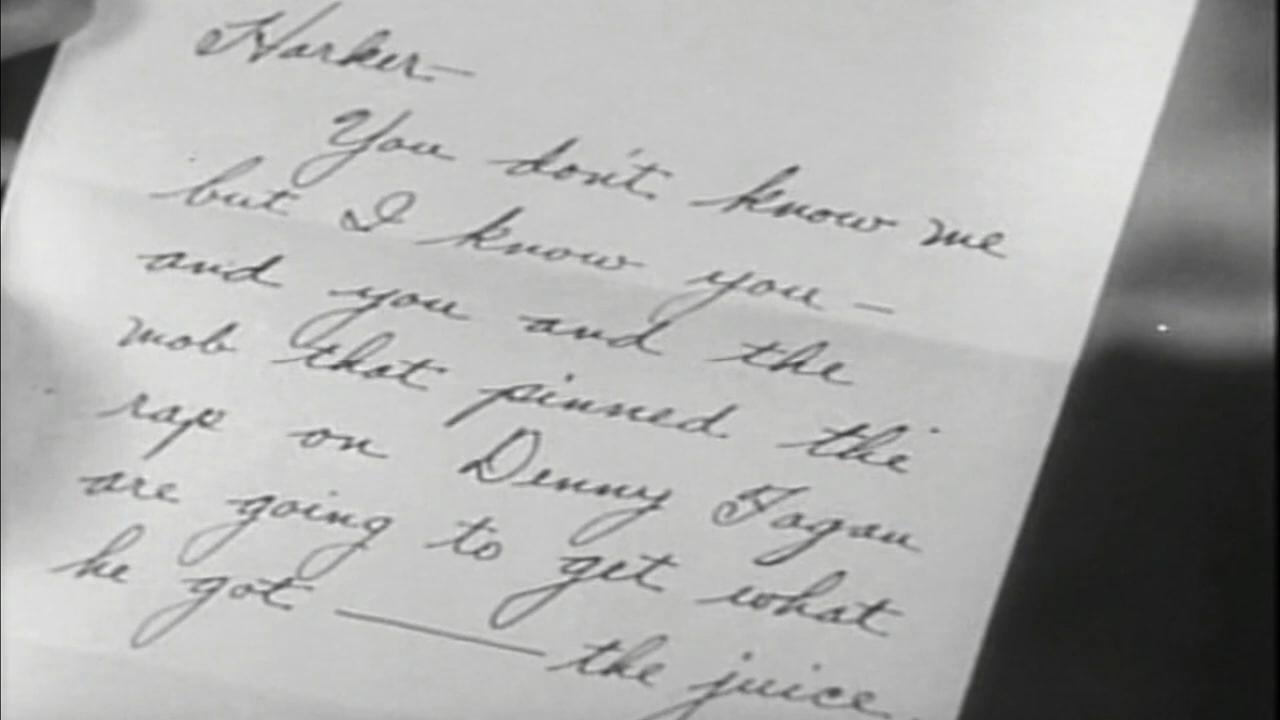 Harker—
You don't know me
but I know you—
and you and the
mob that pinned the
rap on Denny Fagan
are going to get what
he got — the juice.